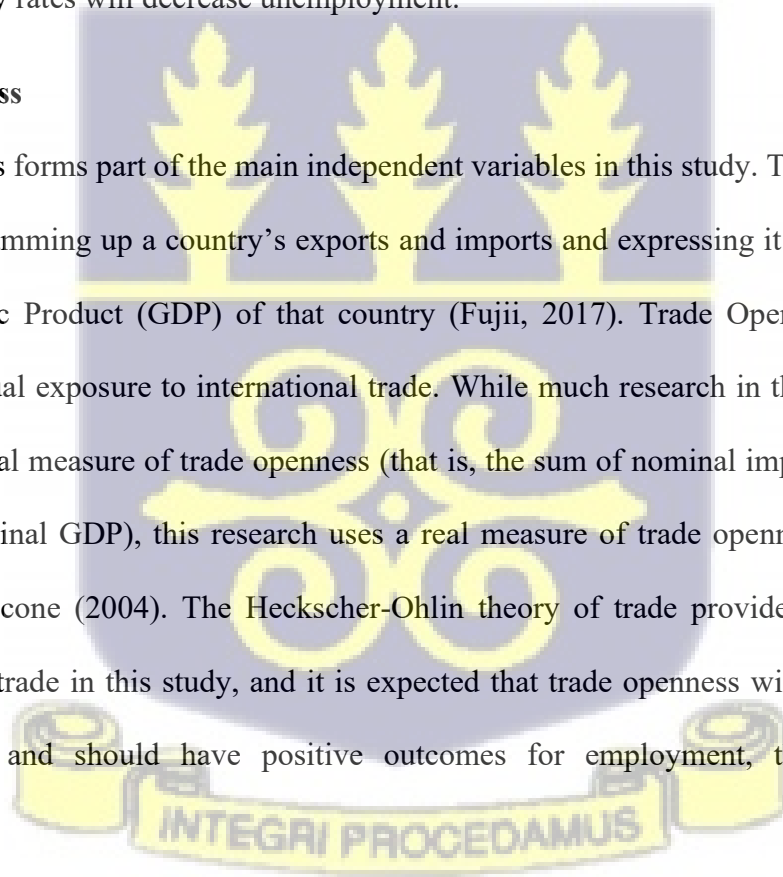 y rates will decrease unemployment.
ss
s forms part of the main independent variables in this study. T
mming up a country's exports and imports and expressing it
c Product (GDP) of that country (Fujii, 2017). Trade Oper
ual exposure to international trade. While much research in th
al measure of trade openness (that is, the sum of nominal imp
inal GDP), this research uses a real measure of trade openn
cone (2004). The Heckscher-Ohlin theory of trade provide
trade in this study, and it is expected that trade openness wi
and should have positive outcomes for employment, t
INTEGRI PROCEDAMUS